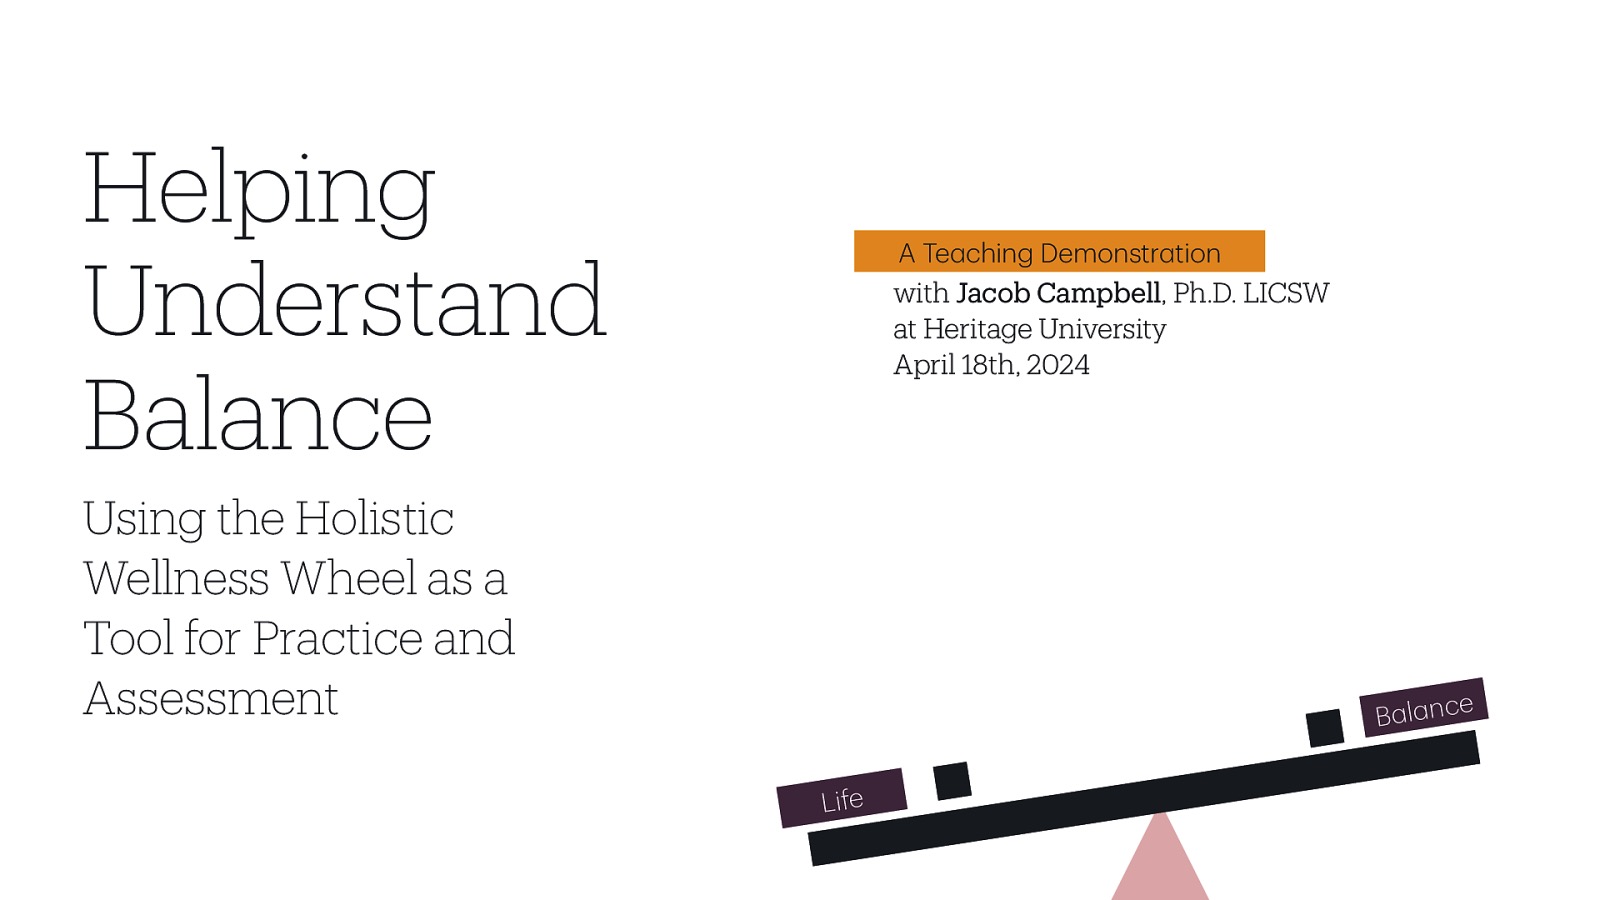 Helping
Understand
Balance
Using the Holistic
Wellness Wheel as a
Tool for Practice and
Assessment
A Teaching Demonstration
with Jacob Campbell, Ph.D. LICSW
at Heritage University
April 18th, 2024
Life
Balance